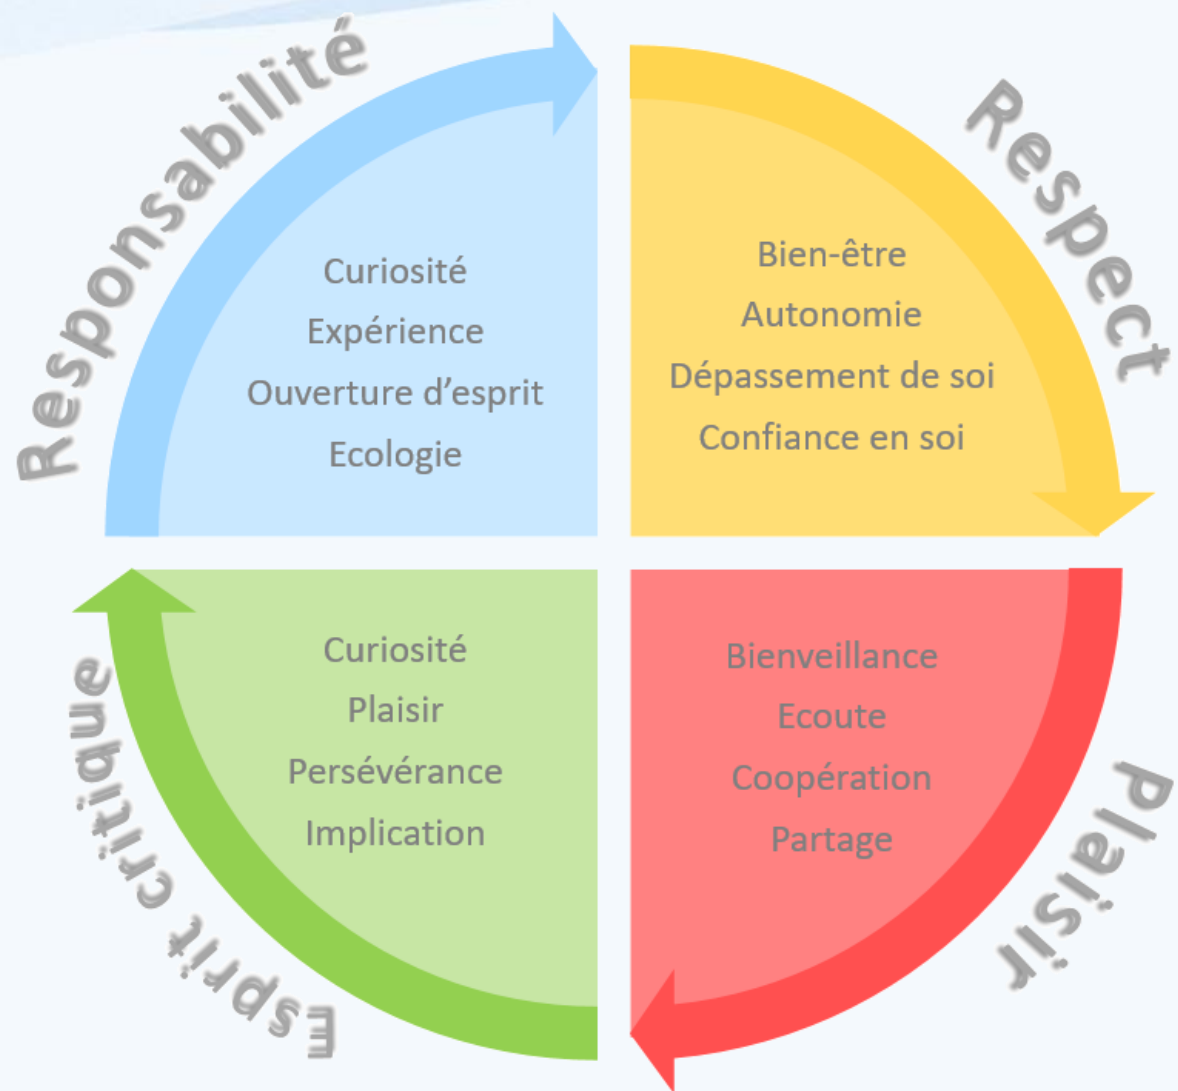 Responsabilité
Curiosité
Expérience
Ouverture d’esprit
Ecologie
Respect
Bien-être
Autonomie
Dépassement de soi
Confiance en soi
Esprit critique
Curiosité
Plaisir
Persévérance
Implication
Plaisir
Bienveillance
Ecoute
Coopération
Partage